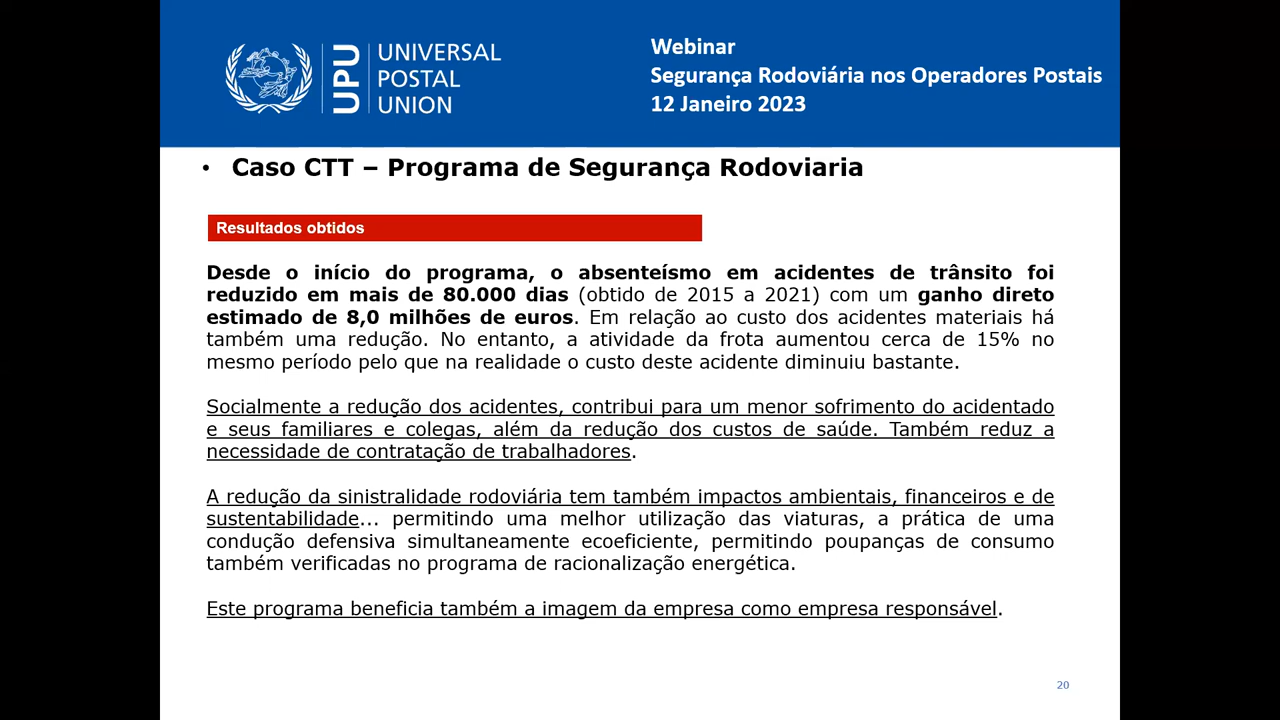 UPU
UNIVERSAL
POSTAL
UNION
Webinar
Segurança Rodoviária nos Operadores Postais
12 Janeiro 2023
• Caso CTT – Programa de Segurança Rodoviaria
Resultados obtidos
Desde o início do programa, o absenteísmo em acidentes de trânsito foi
reduzido em mais de 80.000 dias (obtido de 2015 a 2021) com um ganho direto
estimado de 8,0 milhões de euros. Em relação ao custo dos acidentes materiais há
também uma redução. No entanto, a atividade da frota aumentou cerca de 15% no
mesmo período pelo que na realidade o custo deste acidente diminuiu bastante.
Socialmente a redução dos acidentes, contribui para um menor sofrimento do acidentado
e seus familiares e colegas, além da redução dos custos de saúde. Também reduz a
necessidade de contratação de trabalhadores.
A redução da sinistralidade rodoviária tem também impactos ambientais, financeiros e de
sustentabilidade... permitindo uma melhor utilização das viaturas, a prática de uma
condução defensiva simultaneamente ecoeficiente, permitindo poupanças de consumo
também verificadas no programa de racionalização energética.
Este programa beneficia também a imagem da empresa como empresa responsável.
20